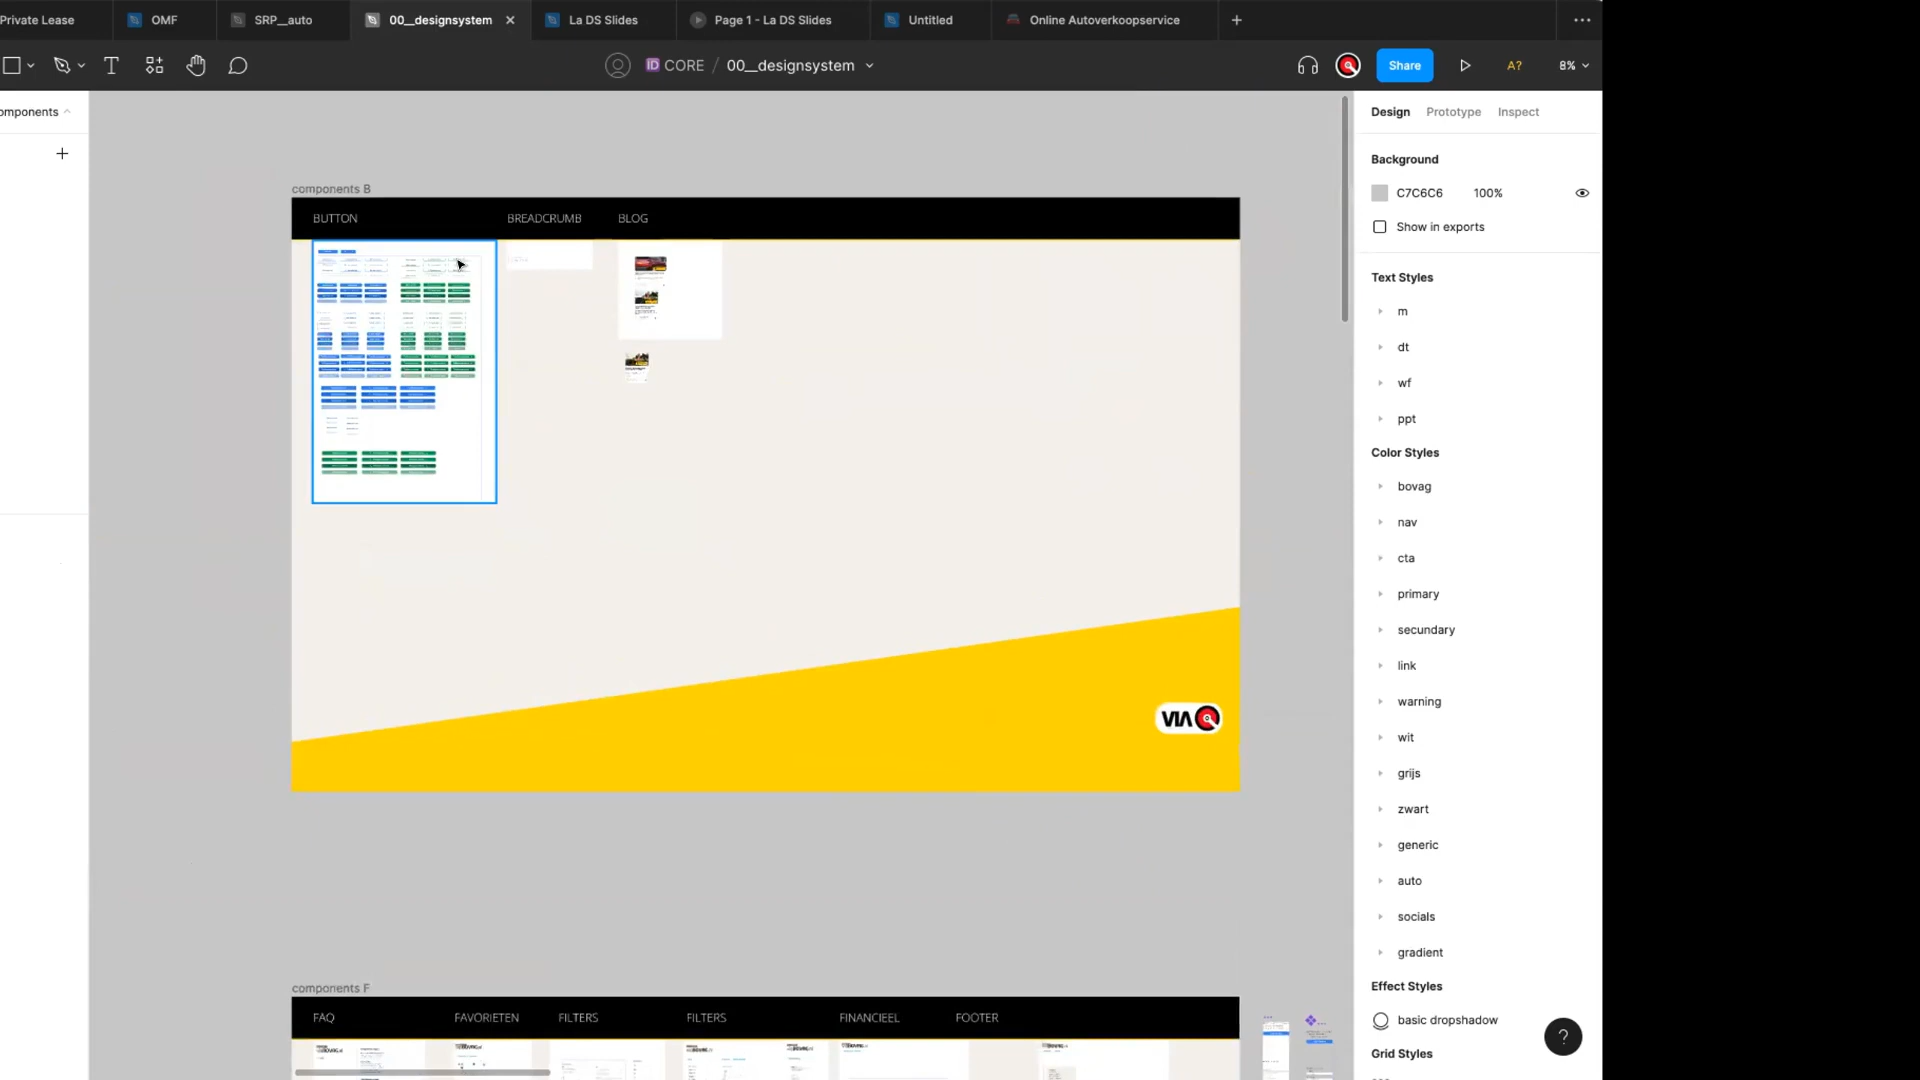 Private Lease
OMF
SRP__auto
00__designsystem
La DS Slides
Page 1 - La DS Slides
Untitled
Online Autoverkoopservice
CORE / 00__designsystem
Share
A?
8%
omponents
Design
Prototype
Inspect
Background
C7C6C6
100%
Show in exports
Text Styles
m
dt
wf
ppt
Color Styles
bovag
nav
cta
primary
secundary
link
warning
wit
grijs
zwart
generic
auto
socials
gradient
Effect Styles
basic dropshadow
Grid Styles
?
components B
BUTTON
BREADCRUMB
BLOG
VIA
components F
FAQ
FAVORIETEN
FILTERS
FILTERS
FINANCIEEL
FOOTER